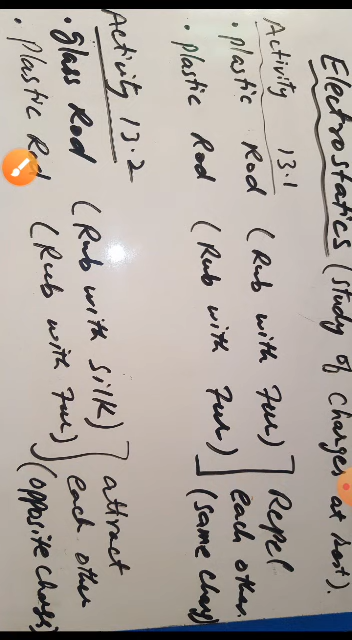 Electrostatics (study of charges at rest).
Activity 13.1
• plastic Rod (Rub with Fur) Repel
• plastic Rod (Rub with Fur) each other (same charg)
Activity 13.2
• glass Rod (Rub with silk) attract
• Plastic Rod (Rub with Fur) each other (opposite charg)